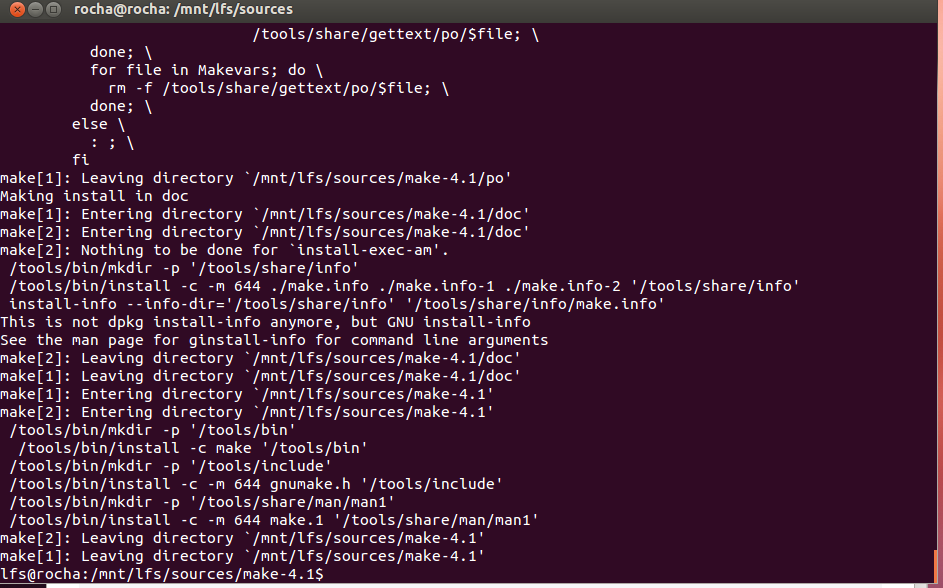 rocha@rocha: /mnt/lfs/sources
/tools/share/gettext/po/$file; \
done; \
for file in Makevars; do \
rm -f /tools/share/gettext/po/$file; \
done; \
else \
: ; \
fi
make[1]: Leaving directory `/mnt/lfs/sources/make-4.1/po'
Making install in doc
make[1]: Entering directory `/mnt/lfs/sources/make-4.1/doc'
make[2]: Entering directory `/mnt/lfs/sources/make-4.1/doc'
make[2]: Nothing to be done for `install-exec-am'.
/tools/bin/mkdir -p '/tools/share/info'
/tools/bin/install -c -m 644 ./make.info ./make.info-1 ./make.info-2 '/tools/share/info'
install-info --info-dir='/tools/share/info' '/tools/share/info/make.info'
This is not dpkg install-info anymore, but GNU install-info
See the man page for ginstall-info for command line arguments
make[2]: Leaving directory `/mnt/lfs/sources/make-4.1/doc'
make[1]: Leaving directory `/mnt/lfs/sources/make-4.1/doc'
make[1]: Entering directory `/mnt/lfs/sources/make-4.1'
make[2]: Entering directory `/mnt/lfs/sources/make-4.1'
/tools/bin/mkdir -p '/tools/bin'
/tools/bin/install -c make '/tools/bin'
/tools/bin/mkdir -p '/tools/include'
/tools/bin/install -c -m 644 gnumake.h '/tools/include'
/tools/bin/mkdir -p '/tools/share/man/man1'
/tools/bin/install -c -m 644 make.1 '/tools/share/man/man1'
make[2]: Leaving directory `/mnt/lfs/sources/make-4.1'
make[1]: Leaving directory `/mnt/lfs/sources/make-4.1'
lfs@rocha:/mnt/lfs/sources/make-4.1$